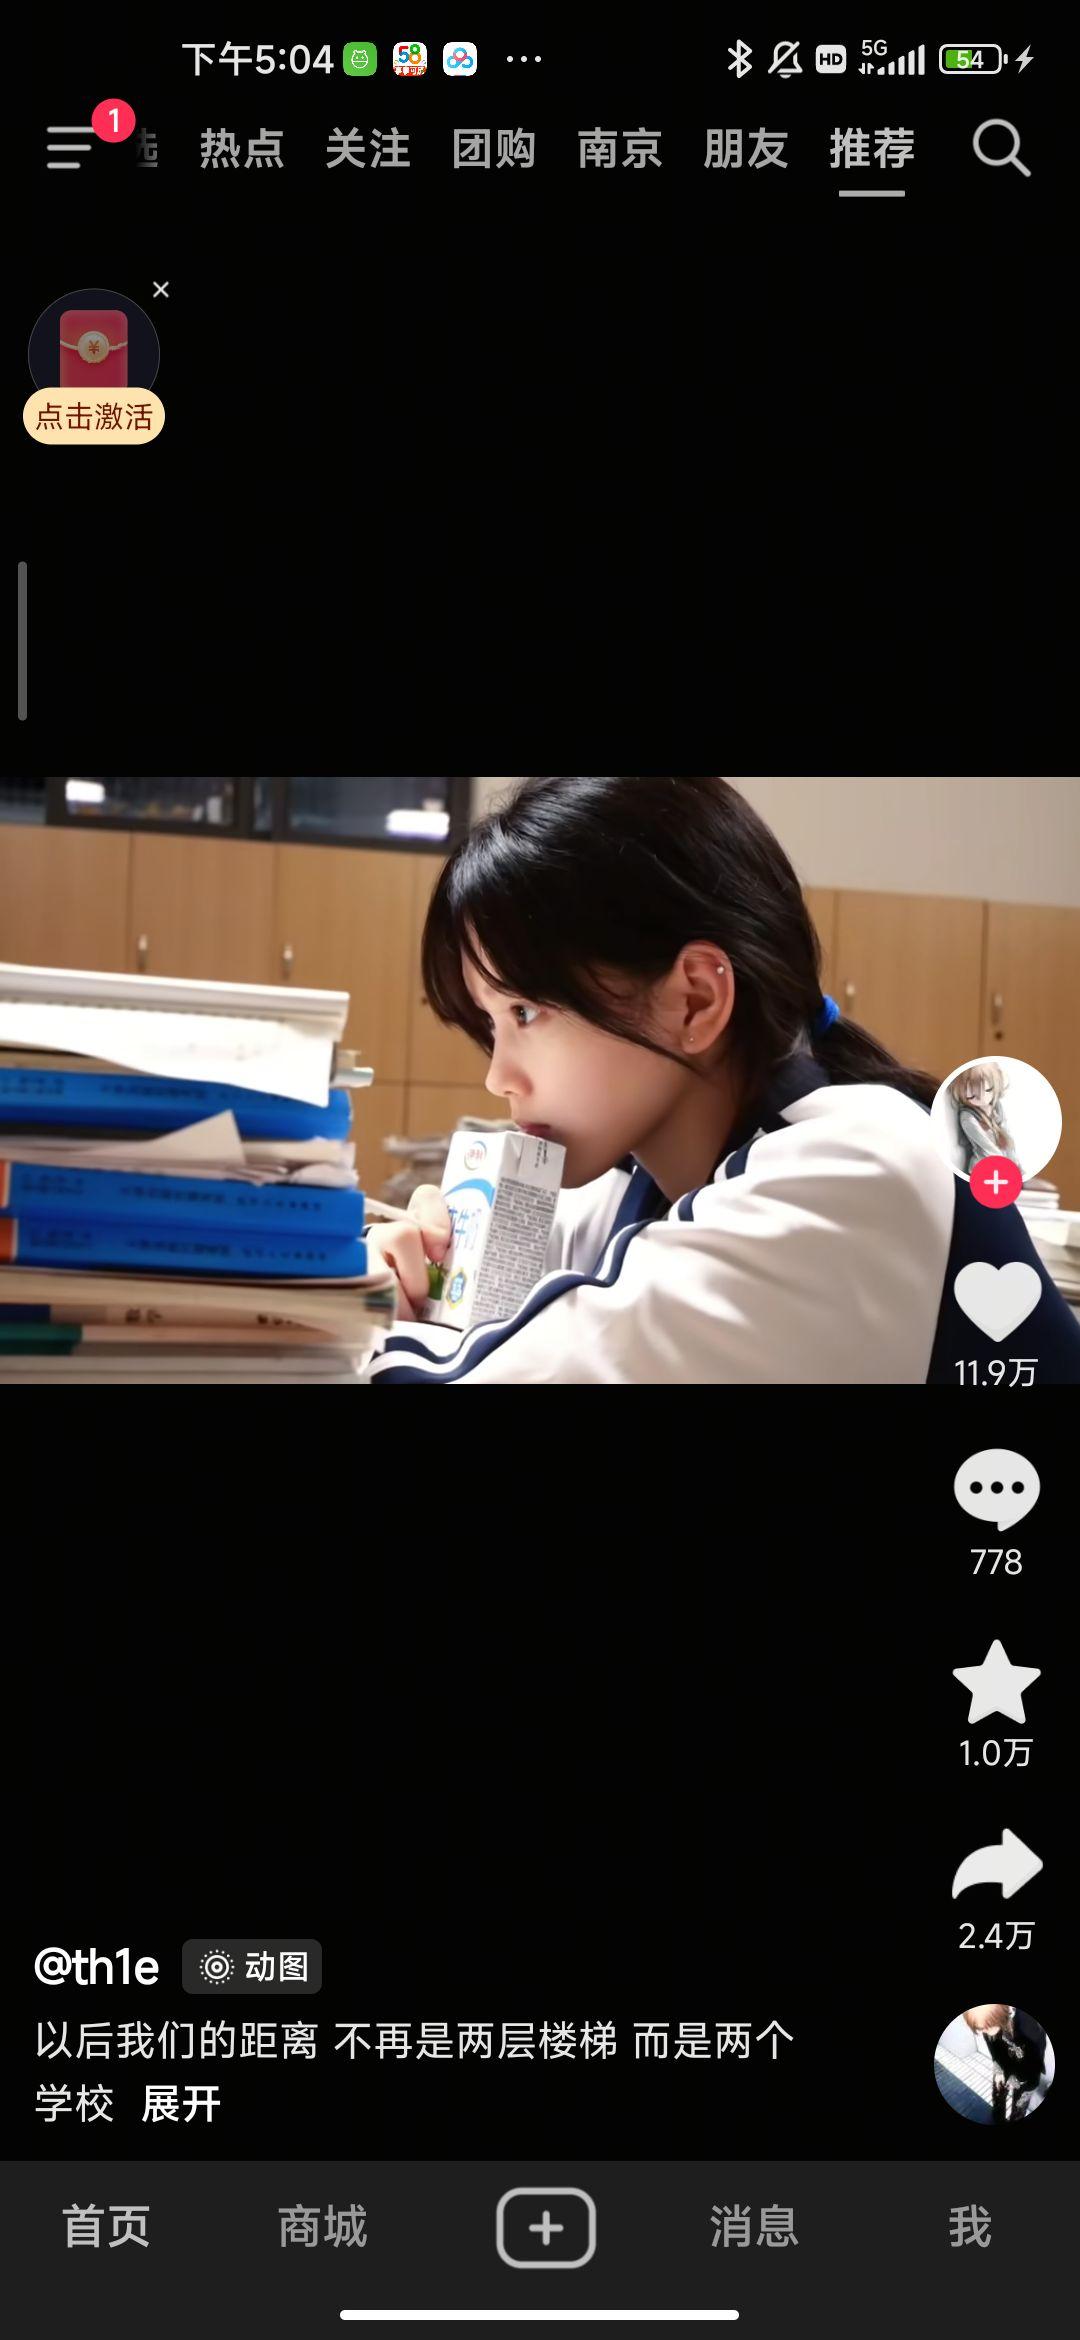 下午5:04
58
HD
5G
54
1
选 热点 关注 团购 南京 朋友 推荐
点击激活
11.9万
778
1.0万
2.4万
@th1e 动图
以后我们的距离 不再是两层楼梯 而是两个
学校 展开
首页 商城 消息 我